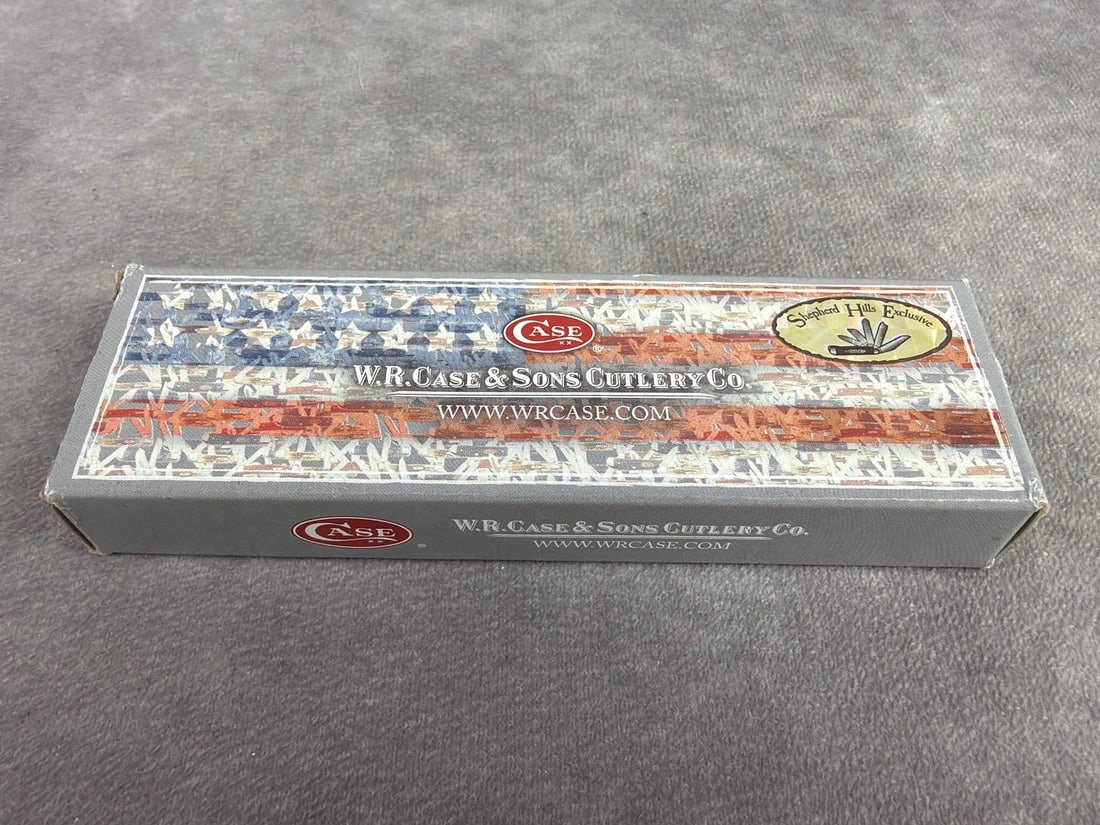 Shepherd Hills Exclusive
CASE
XX
®
W.R. CASE & SONS CUTLERY CO.
WWW.WRCASE.COM
CASE
XX
®
W.R. CASE & SONS CUTLERY CO.
WWW.WRCASE.COM